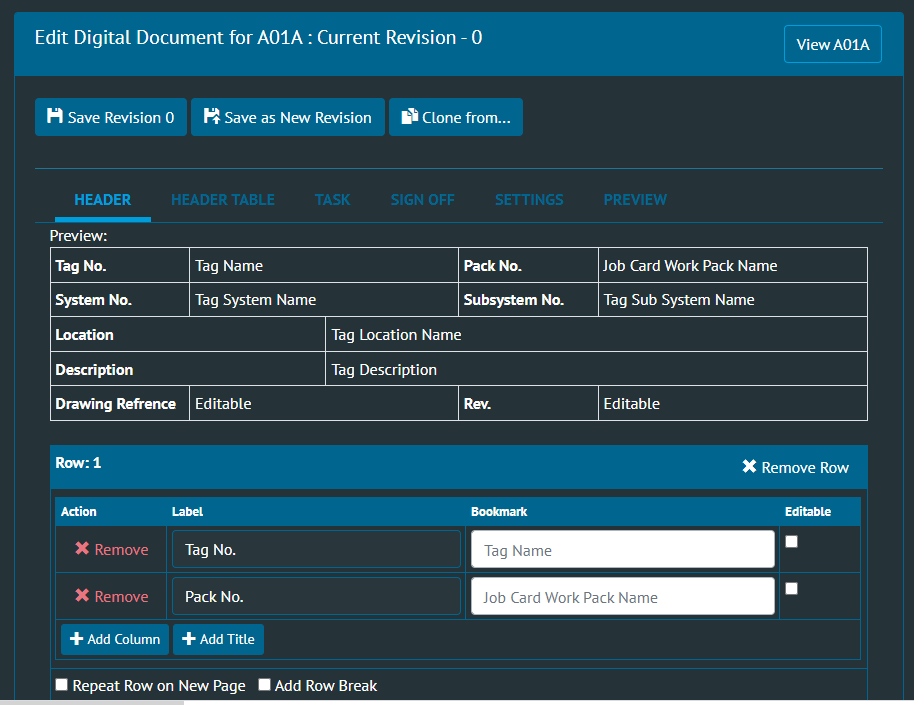 Edit Digital Document for A01A : Current Revision - 0
View A01A
Save Revision 0 Save as New Revision Clone from...
HEADER HEADER TABLE TASK SIGN OFF SETTINGS PREVIEW
Preview:
Tag No. Tag Name Pack No. Job Card Work Pack Name
System No. Tag System Name Subsystem No. Tag Sub System Name
Location Tag Location Name
Description Tag Description
Drawing Refrence Editable Rev. Editable
Row: 1
Remove Row
Action Label Bookmark Editable
Remove Tag No. Tag Name
Remove Pack No. Job Card Work Pack Name
Add Column Add Title
Repeat Row on New Page Add Row Break